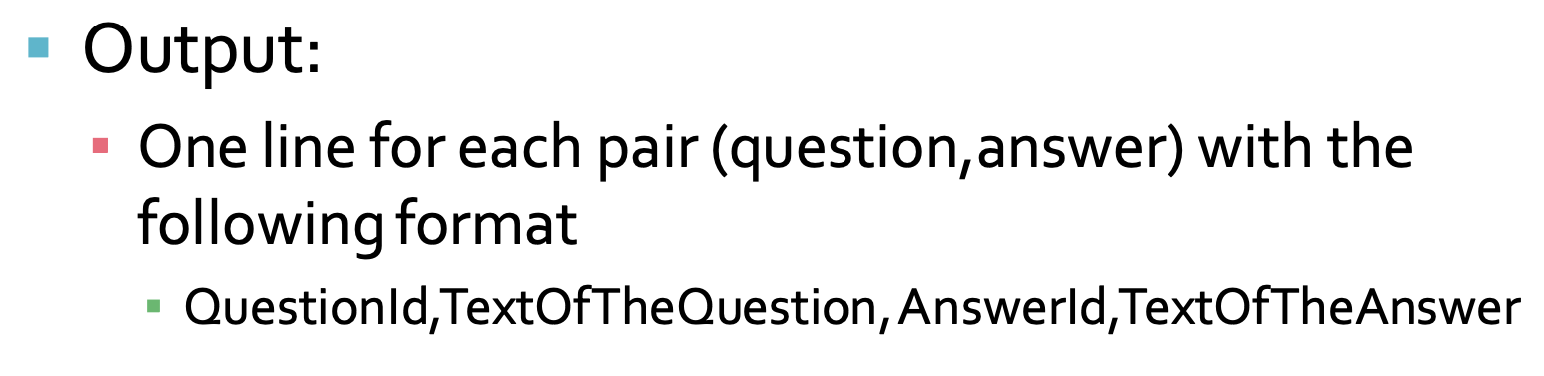 Output:
One line for each pair (question,answer) with the
following format
QuestionId,TextOfTheQuestion, AnswerId,TextOfTheAnswer